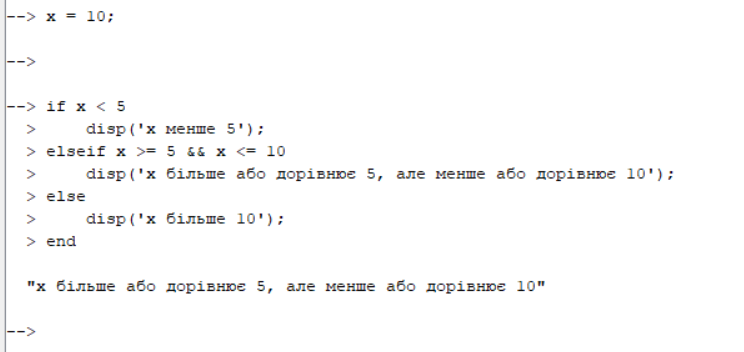 --> x = 10;
-->
--> if x < 5
  >     disp('x менше 5');
  > elseif x >= 5 && x <= 10
  >     disp('x більше або дорівнює 5, але менше або дорівнює 10');
  > else
  >     disp('x більше 10');
  > end
  "x більше або дорівнює 5, але менше або дорівнює 10"
-->